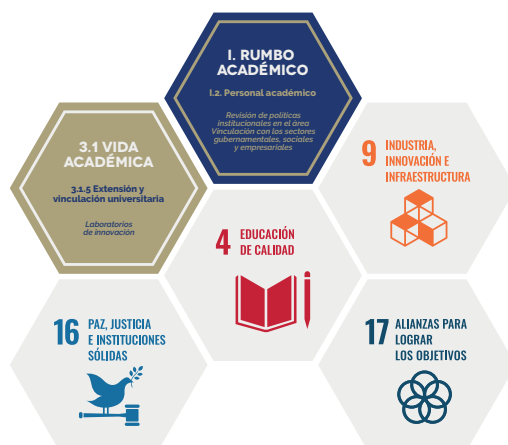 I. RUMBO
ACADÉMICO
I.2. Personal académico
Revisión de políticas
institucionales en el área
Vinculación con los sectores
gubernamentales, sociales
y empresariales
3.1 VIDA
ACADÉMICA
3.1.5 Extensión y
vinculación universitaria
Laboratorios
de innovación
9 INDUSTRIA,
INNOVACIÓN E
INFRAESTRUCTURA
4 EDUCACIÓN
DE CALIDAD
16 PAZ, JUSTICIA
E INSTITUCIONES
SÓLIDAS
17 ALIANZAS PARA
LOGRAR
LOS OBJETIVOS